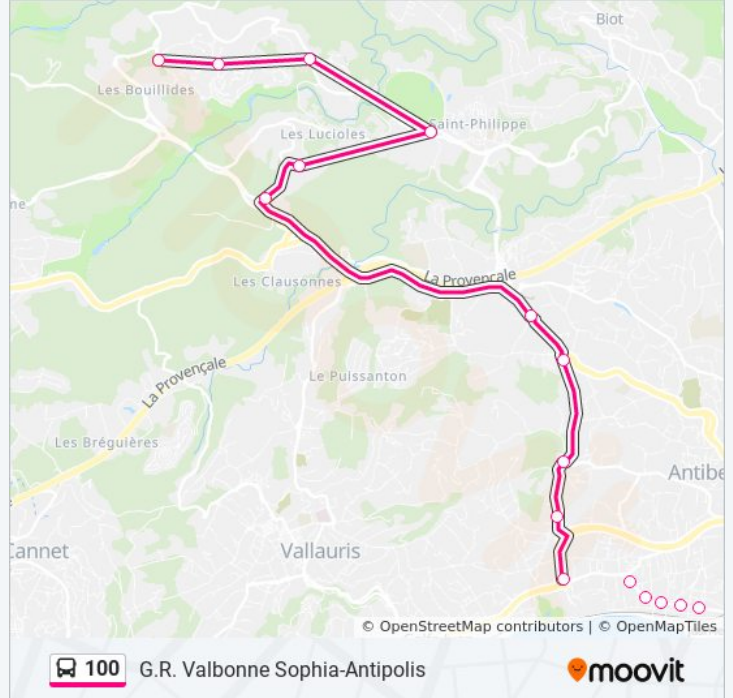 Biot
Les Bouillides
Saint-Philippe
Les Lucioles
ne
La Provençale
Les Clausonnes
La Provençale
Le Puissanton
Les Bréguières
Antibe
Cannet
Vallauris
© OpenStreetMap contributors | © OpenMapTiles
100 G.R. Valbonne Sophia-Antipolis
moovit